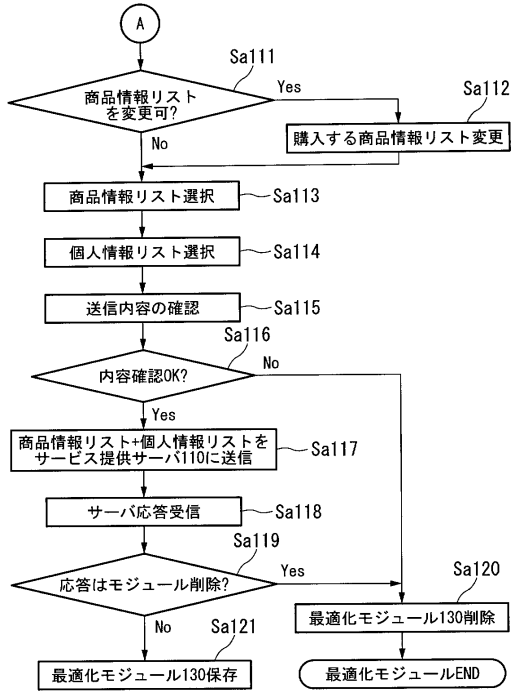 A
Sa111
商品情報リスト
を変更可?
Yes
Sa112
購入する商品情報リスト変更
No
商品情報リスト選択
Sa113
個人情報リスト選択
Sa114
送信内容の確認
Sa115
Sa116
内容確認OK?
No
Yes
商品情報リスト+個人情報リストを
サービス提供サーバ110に送信
Sa117
サーバ応答受信
Sa118
Sa119
応答はモジュール削除?
Yes
Sa120
最適化モジュール130削除
No
Sa121
最適化モジュール130保存
最適化モジュールEND